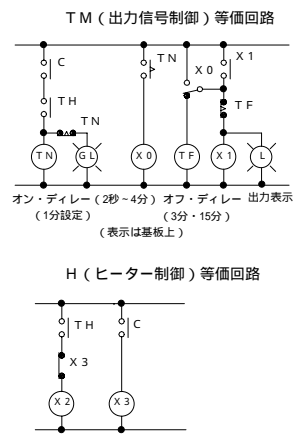 TM(出力信号制御)等価回路
C
TN
X1
X0
TH
TF
TN
TN
GL
X0
TF
X1
L
オン・ディレー(2秒~4分)
オフ・ディレー
出力表示
(1分設定)
(3分・15分)
(表示は基板上)
H(ヒーター制御)等価回路
TH
C
X3
X2
X3